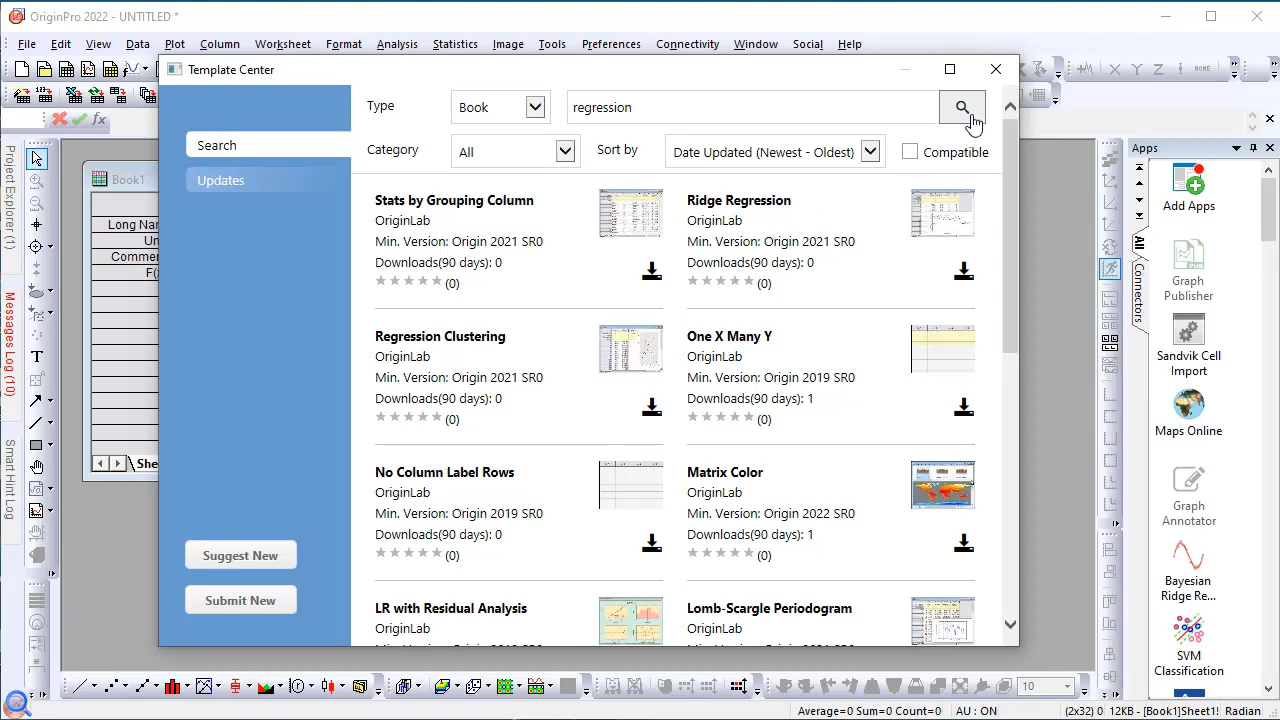 OriginPro 2022 - UNTITLED *
File Edit View Data Plot Column Worksheet Format Analysis Statistics Image Tools Preferences Connectivity Window Social Help
Template Center
Type
Book
regression
Category
All
Sort by
Date Updated (Newest - Oldest)
Compatible
Search
Updates
Suggest New
Submit New
Stats by Grouping Column
OriginLab
Min. Version: Origin 2021 SR0
Downloads(90 days): 0
(0)
Ridge Regression
OriginLab
Min. Version: Origin 2021 SR0
Downloads(90 days): 0
(0)
Regression Clustering
OriginLab
Min. Version: Origin 2021 SR0
Downloads(90 days): 0
(0)
One X Many Y
OriginLab
Min. Version: Origin 2019 SR0
Downloads(90 days): 1
(0)
No Column Label Rows
OriginLab
Min. Version: Origin 2019 SR0
Downloads(90 days): 0
(0)
Matrix Color
OriginLab
Min. Version: Origin 2022 SR0
Downloads(90 days): 1
(0)
LR with Residual Analysis
OriginLab
Lomb-Scargle Periodogram
OriginLab
Project Explorer (1)
Messages Log (10)
Smart Hint Log
Book1
Long Nam
Un
Commen
F(
She
Apps
All
Connectors
Add Apps
Graph
Publisher
Sandvik Cell
Import
Maps Online
Graph
Annotator
Bayesian
Ridge Re...
SVM
Classification
10
Average=0 Sum=0 Count=0
AU : ON
(2x32) 0
12KB - [Book1]Sheet1!
Radian